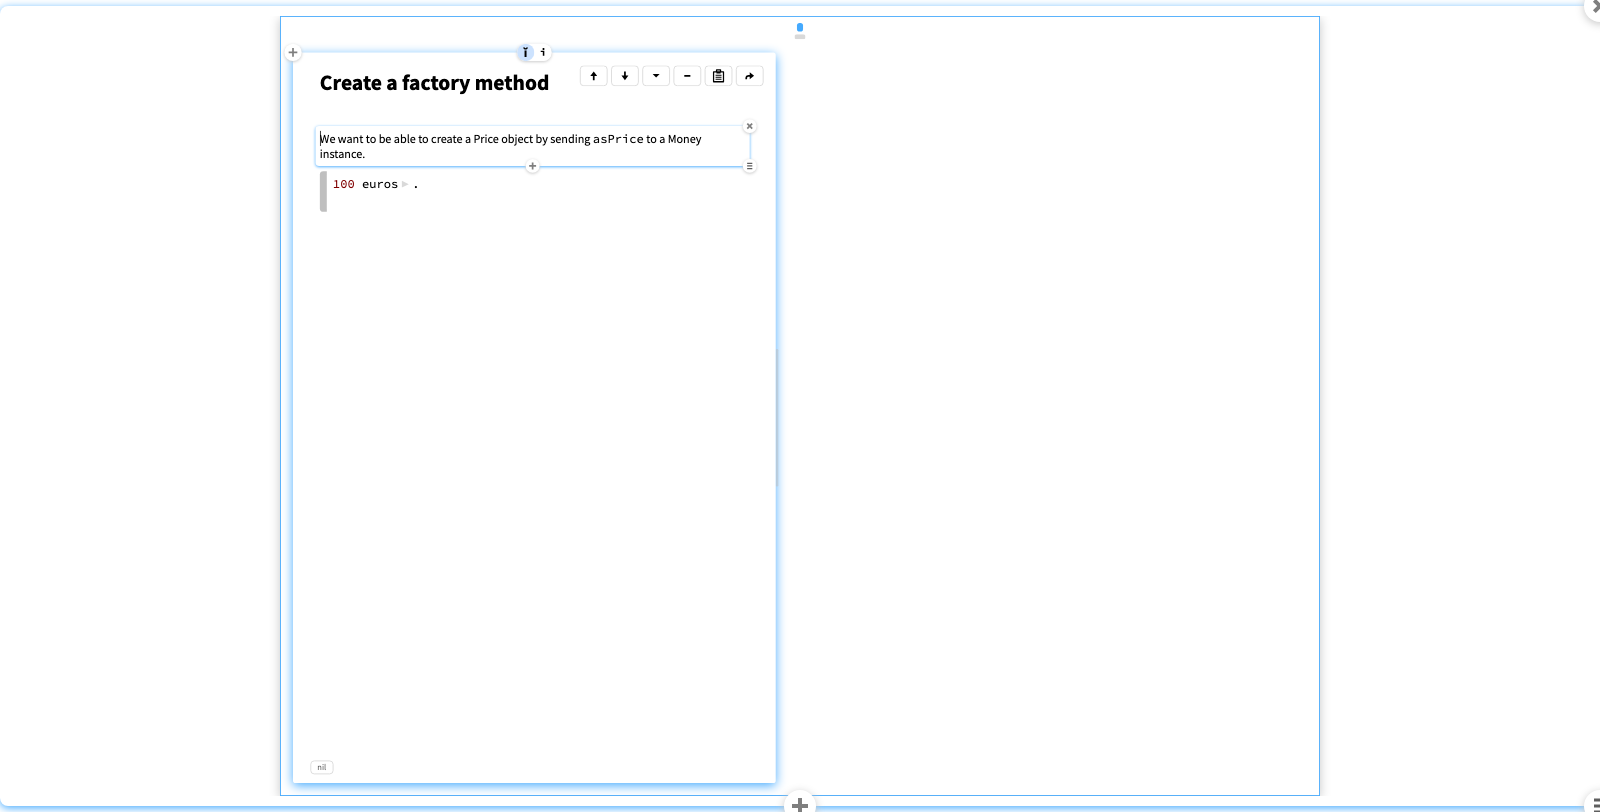 Create a factory method
We want to be able to create a Price object by sending asPrice to a Money
instance.
100 euros .
nil